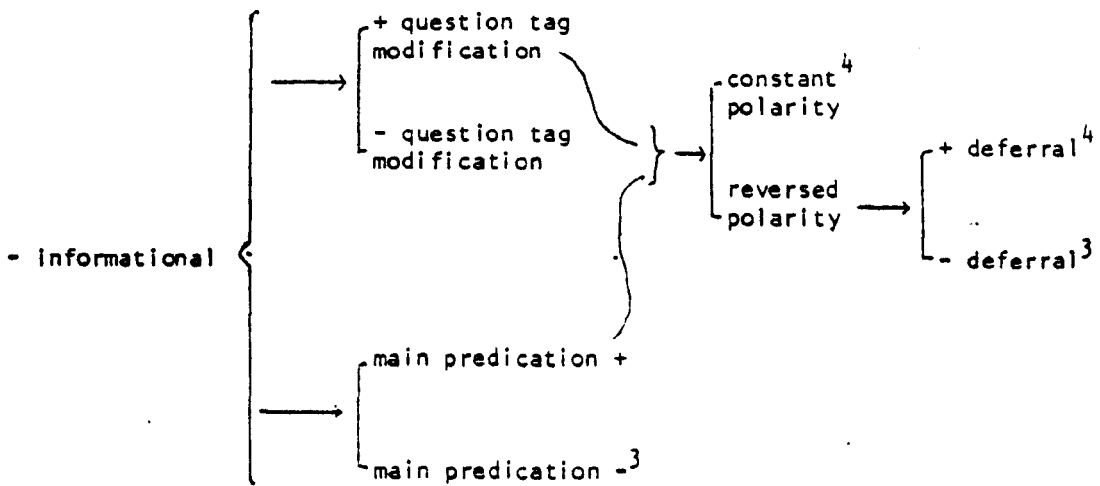 + question tag
modification
- question tag
modification
constant⁴
polarity
reversed
polarity
+ deferral⁴
- deferral³
- informational
main predication +
main predication -³